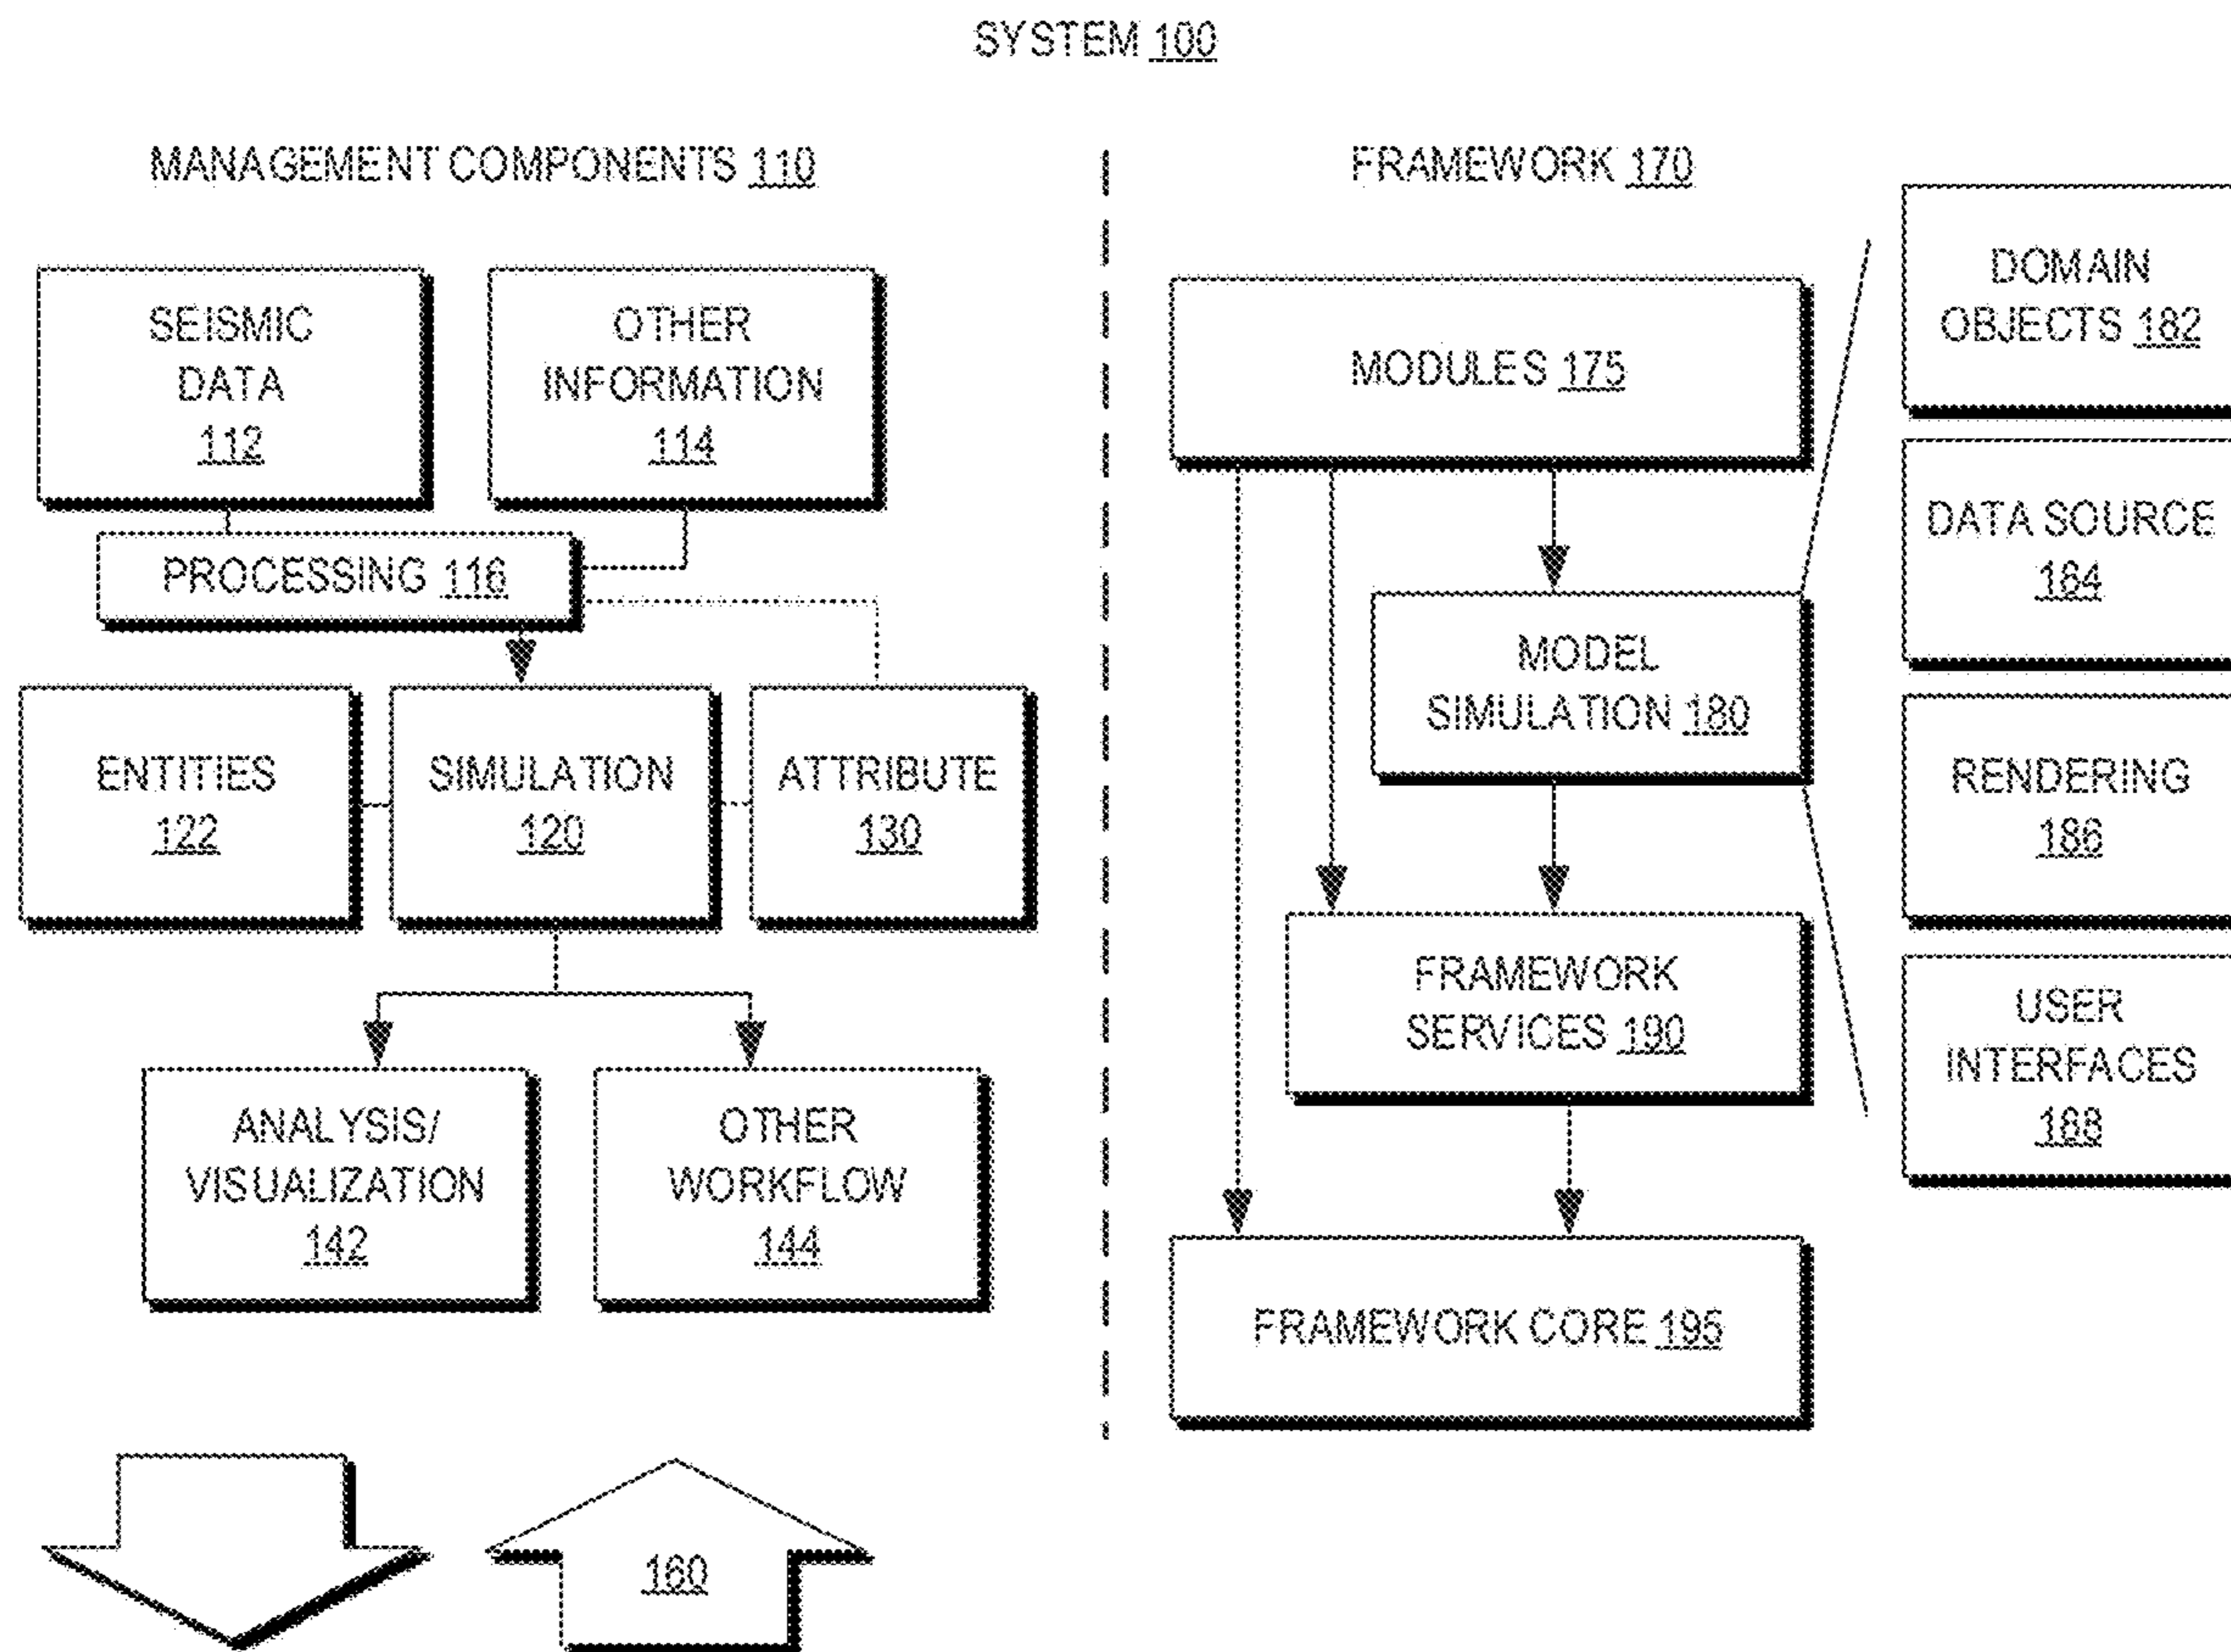 SYSTEM 100
MANAGEMENT COMPONENTS 110
SEISMIC
DATA
112
OTHER
INFORMATION
114
PROCESSING 116
ENTITIES
122
SIMULATION
120
ATTRIBUTE
130
ANALYSIS/
VISUALIZATION
142
OTHER
WORKFLOW
144
160
FRAMEWORK 170
MODULES 175
MODEL
SIMULATION 180
FRAMEWORK
SERVICES 190
FRAMEWORK CORE 195
DOMAIN
OBJECTS 182
DATA SOURCE
184
RENDERING
186
USER
INTERFACES
188